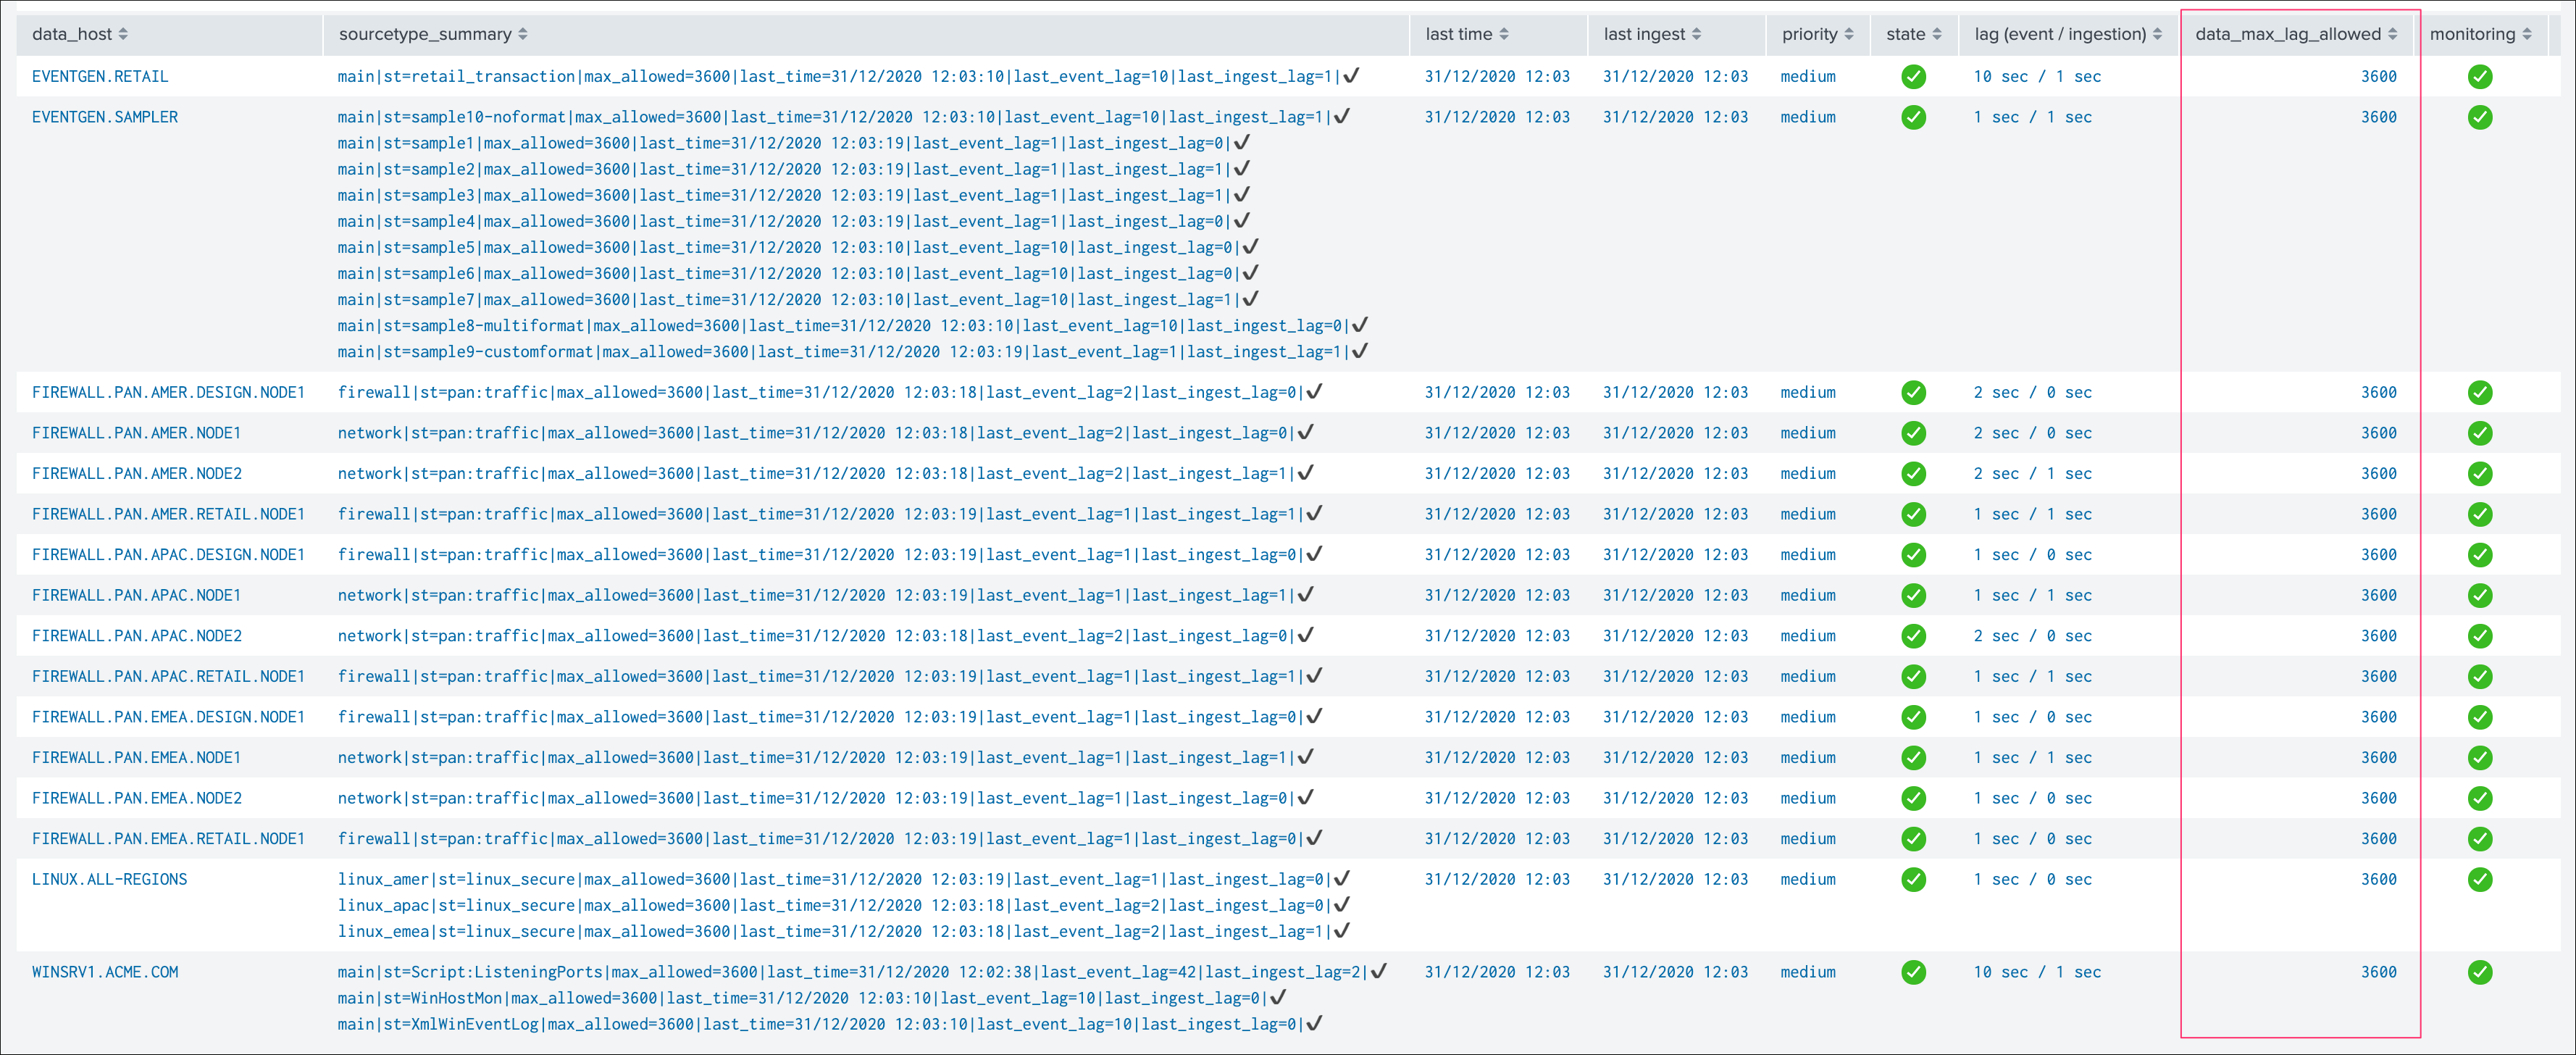 data_host sourcetype_summary last time last ingest priority state lag (event / ingestion) data_max_lag_allowed monitoring
EVENTGEN.RETAIL main|st=retail_transaction|max_allowed=3600|last_time=31/12/2020 12:03:10|last_event_lag=10|last_ingest_lag=1|✔ 31/12/2020 12:03 31/12/2020 12:03 medium 10 sec / 1 sec 3600
EVENTGEN.SAMPLER main|st=sample10-noformat|max_allowed=3600|last_time=31/12/2020 12:03:10|last_event_lag=10|last_ingest_lag=1|✔ 31/12/2020 12:03 31/12/2020 12:03 medium 1 sec / 1 sec 3600
main|st=sample1|max_allowed=3600|last_time=31/12/2020 12:03:19|last_event_lag=1|last_ingest_lag=0|✔
main|st=sample2|max_allowed=3600|last_time=31/12/2020 12:03:19|last_event_lag=1|last_ingest_lag=1|✔
main|st=sample3|max_allowed=3600|last_time=31/12/2020 12:03:19|last_event_lag=1|last_ingest_lag=1|✔
main|st=sample4|max_allowed=3600|last_time=31/12/2020 12:03:19|last_event_lag=1|last_ingest_lag=0|✔
main|st=sample5|max_allowed=3600|last_time=31/12/2020 12:03:10|last_event_lag=10|last_ingest_lag=0|✔
main|st=sample6|max_allowed=3600|last_time=31/12/2020 12:03:10|last_event_lag=10|last_ingest_lag=0|✔
main|st=sample7|max_allowed=3600|last_time=31/12/2020 12:03:10|last_event_lag=10|last_ingest_lag=1|✔
main|st=sample8-multiformat|max_allowed=3600|last_time=31/12/2020 12:03:10|last_event_lag=10|last_ingest_lag=0|✔
main|st=sample9-customformat|max_allowed=3600|last_time=31/12/2020 12:03:19|last_event_lag=1|last_ingest_lag=1|✔
FIREWALL.PAN.AMER.DESIGN.NODE1 firewall|st=pan:traffic|max_allowed=3600|last_time=31/12/2020 12:03:18|last_event_lag=2|last_ingest_lag=0|✔ 31/12/2020 12:03 31/12/2020 12:03 medium 2 sec / 0 sec 3600
FIREWALL.PAN.AMER.NODE1 network|st=pan:traffic|max_allowed=3600|last_time=31/12/2020 12:03:18|last_event_lag=2|last_ingest_lag=0|✔ 31/12/2020 12:03 31/12/2020 12:03 medium 2 sec / 0 sec 3600
FIREWALL.PAN.AMER.NODE2 network|st=pan:traffic|max_allowed=3600|last_time=31/12/2020 12:03:18|last_event_lag=2|last_ingest_lag=1|✔ 31/12/2020 12:03 31/12/2020 12:03 medium 2 sec / 1 sec 3600
FIREWALL.PAN.AMER.RETAIL.NODE1 firewall|st=pan:traffic|max_allowed=3600|last_time=31/12/2020 12:03:19|last_event_lag=1|last_ingest_lag=1|✔ 31/12/2020 12:03 31/12/2020 12:03 medium 1 sec / 1 sec 3600
FIREWALL.PAN.APAC.DESIGN.NODE1 firewall|st=pan:traffic|max_allowed=3600|last_time=31/12/2020 12:03:19|last_event_lag=1|last_ingest_lag=0|✔ 31/12/2020 12:03 31/12/2020 12:03 medium 1 sec / 0 sec 3600
FIREWALL.PAN.APAC.NODE1 network|st=pan:traffic|max_allowed=3600|last_time=31/12/2020 12:03:19|last_event_lag=1|last_ingest_lag=1|✔ 31/12/2020 12:03 31/12/2020 12:03 medium 1 sec / 1 sec 3600
FIREWALL.PAN.APAC.NODE2 network|st=pan:traffic|max_allowed=3600|last_time=31/12/2020 12:03:18|last_event_lag=2|last_ingest_lag=0|✔ 31/12/2020 12:03 31/12/2020 12:03 medium 2 sec / 0 sec 3600
FIREWALL.PAN.APAC.RETAIL.NODE1 firewall|st=pan:traffic|max_allowed=3600|last_time=31/12/2020 12:03:19|last_event_lag=1|last_ingest_lag=1|✔ 31/12/2020 12:03 31/12/2020 12:03 medium 1 sec / 1 sec 3600
FIREWALL.PAN.EMEA.DESIGN.NODE1 firewall|st=pan:traffic|max_allowed=3600|last_time=31/12/2020 12:03:19|last_event_lag=1|last_ingest_lag=0|✔ 31/12/2020 12:03 31/12/2020 12:03 medium 1 sec / 0 sec 3600
FIREWALL.PAN.EMEA.NODE1 network|st=pan:traffic|max_allowed=3600|last_time=31/12/2020 12:03:19|last_event_lag=1|last_ingest_lag=1|✔ 31/12/2020 12:03 31/12/2020 12:03 medium 1 sec / 1 sec 3600
FIREWALL.PAN.EMEA.NODE2 network|st=pan:traffic|max_allowed=3600|last_time=31/12/2020 12:03:19|last_event_lag=1|last_ingest_lag=0|✔ 31/12/2020 12:03 31/12/2020 12:03 medium 1 sec / 0 sec 3600
FIREWALL.PAN.EMEA.RETAIL.NODE1 firewall|st=pan:traffic|max_allowed=3600|last_time=31/12/2020 12:03:19|last_event_lag=1|last_ingest_lag=0|✔ 31/12/2020 12:03 31/12/2020 12:03 medium 1 sec / 0 sec 3600
LINUX.ALL-REGIONS linux_amer|st=linux_secure|max_allowed=3600|last_time=31/12/2020 12:03:19|last_event_lag=1|last_ingest_lag=0|✔ 31/12/2020 12:03 31/12/2020 12:03 medium 1 sec / 0 sec 3600
linux_apac|st=linux_secure|max_allowed=3600|last_time=31/12/2020 12:03:18|last_event_lag=2|last_ingest_lag=0|✔
linux_emea|st=linux_secure|max_allowed=3600|last_time=31/12/2020 12:03:18|last_event_lag=2|last_ingest_lag=1|✔
WINSRV1.ACME.COM main|st=Script:ListeningPorts|max_allowed=3600|last_time=31/12/2020 12:02:38|last_event_lag=42|last_ingest_lag=2|✔ 31/12/2020 12:03 31/12/2020 12:03 medium 10 sec / 1 sec 3600
main|st=WinHostMon|max_allowed=3600|last_time=31/12/2020 12:03:10|last_event_lag=10|last_ingest_lag=0|✔
main|st=XmlWinEventLog|max_allowed=3600|last_time=31/12/2020 12:03:10|last_event_lag=10|last_ingest_lag=0|✔